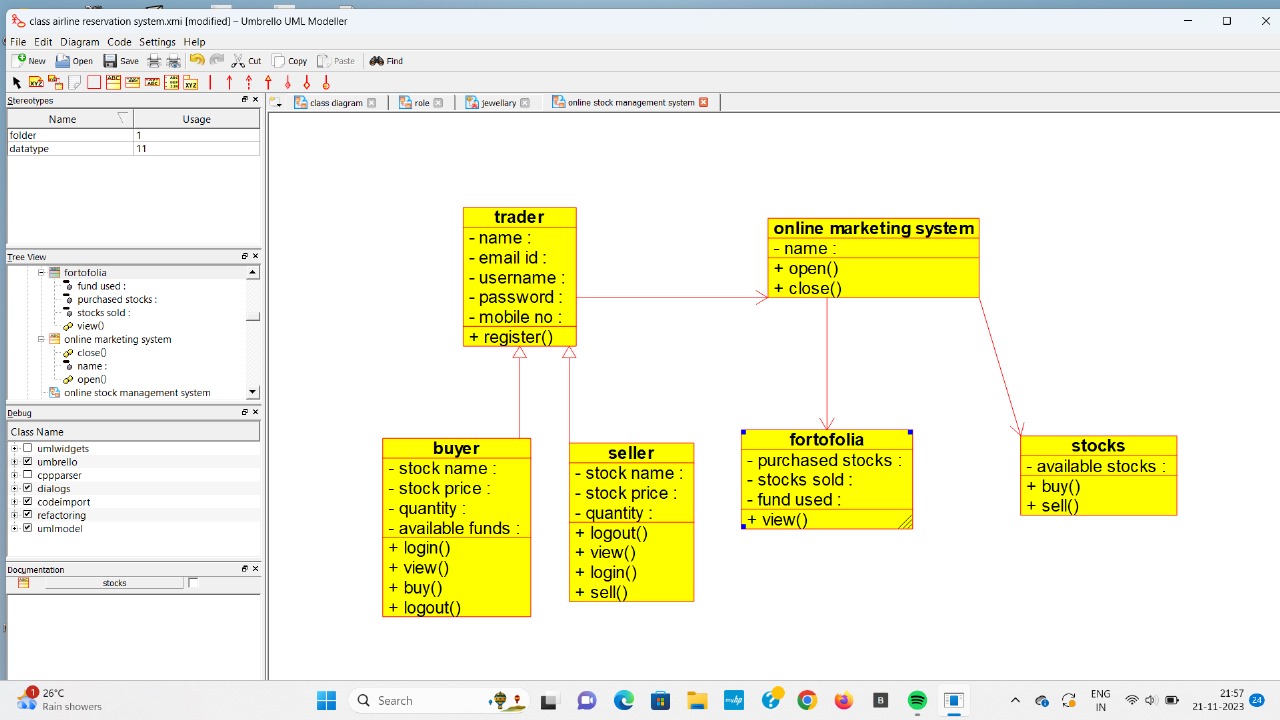 class airline reservation system.xmi [modified] – Umbrello UML Modeller
File Edit Diagram Code Settings Help
New Open Save Cut Copy Paste Find
Stereotypes
Name Usage
folder 1
datatype 11
Tree View
fortofolia
fund used :
purchased stocks :
stocks sold :
view()
online marketing system
close()
name :
open()
online stock management system
Debug
Class Name
umlwidgets
umbrello
cppparser
dialogs
codeimport
refactoring
umlmodel
Documentation
stocks
class diagram role jewellary online stock management system
trader
- name :
- email id :
- username :
- password :
- mobile no :
+ register()
online marketing system
- name :
+ open()
+ close()
buyer
- stock name :
- stock price :
- quantity :
- available funds :
+ login()
+ view()
+ buy()
+ logout()
seller
- stock name :
- stock price :
- quantity :
+ logout()
+ view()
+ login()
+ sell()
fortofolia
- purchased stocks :
- stocks sold :
- fund used :
+ view()
stocks
- available stocks :
+ buy()
+ sell()
1
26°C
Rain showers
Search
ENG
IN
21:57
21-11-2023
24